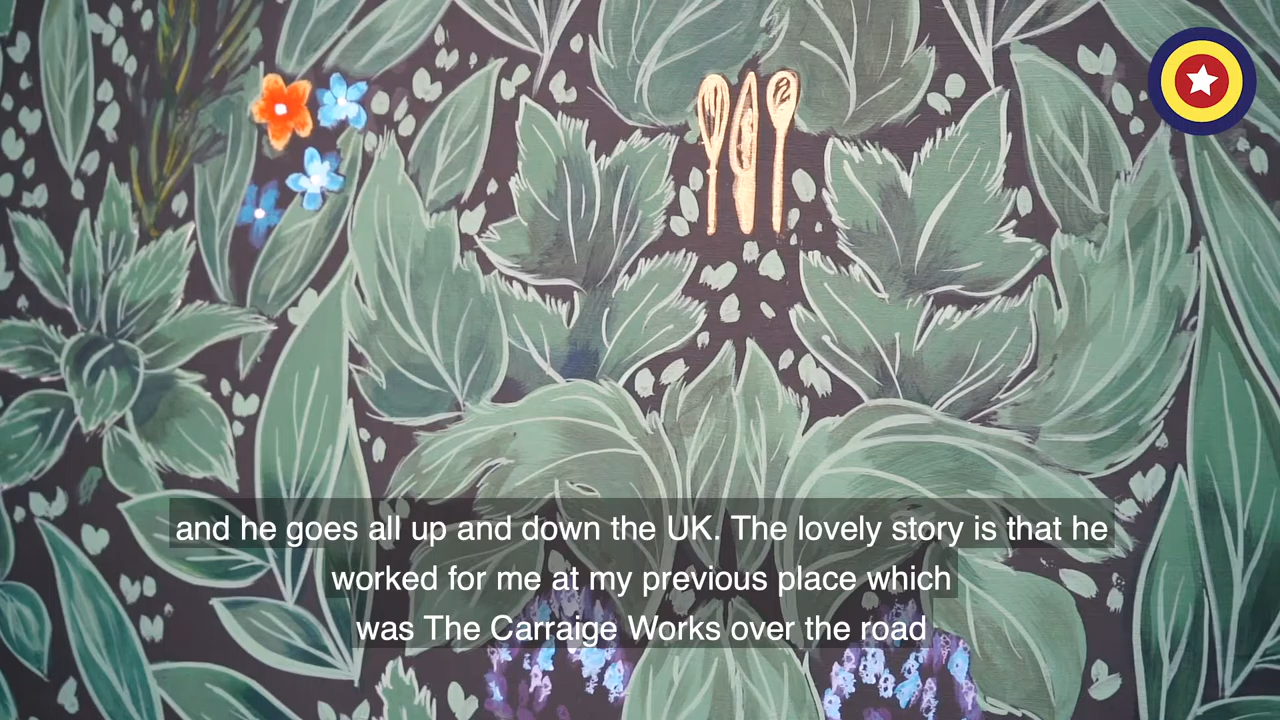 and he goes all up and down the UK. The lovely story is that he
worked for me at my previous place which
was The Carraige Works over the road